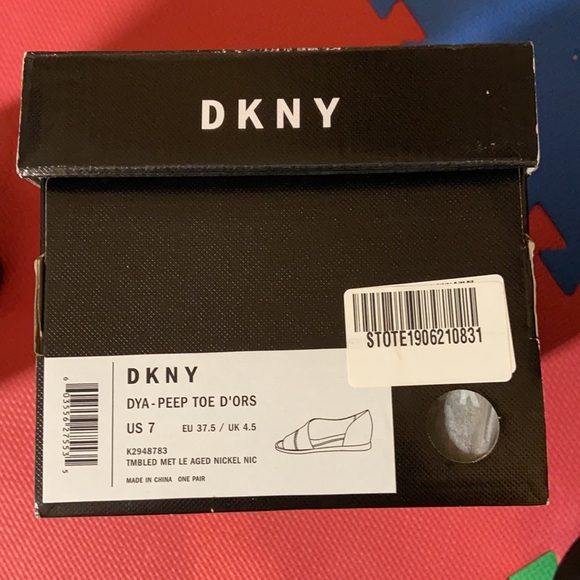 DKNY
STOTE1906210831
DKNY
DYA-PEEP TOE D'ORS
US 7 EU 37.5 / UK 4.5
K2948783
TMBLED MET LE AGED NICKEL NIC
MADE IN CHINA ONE PAIR